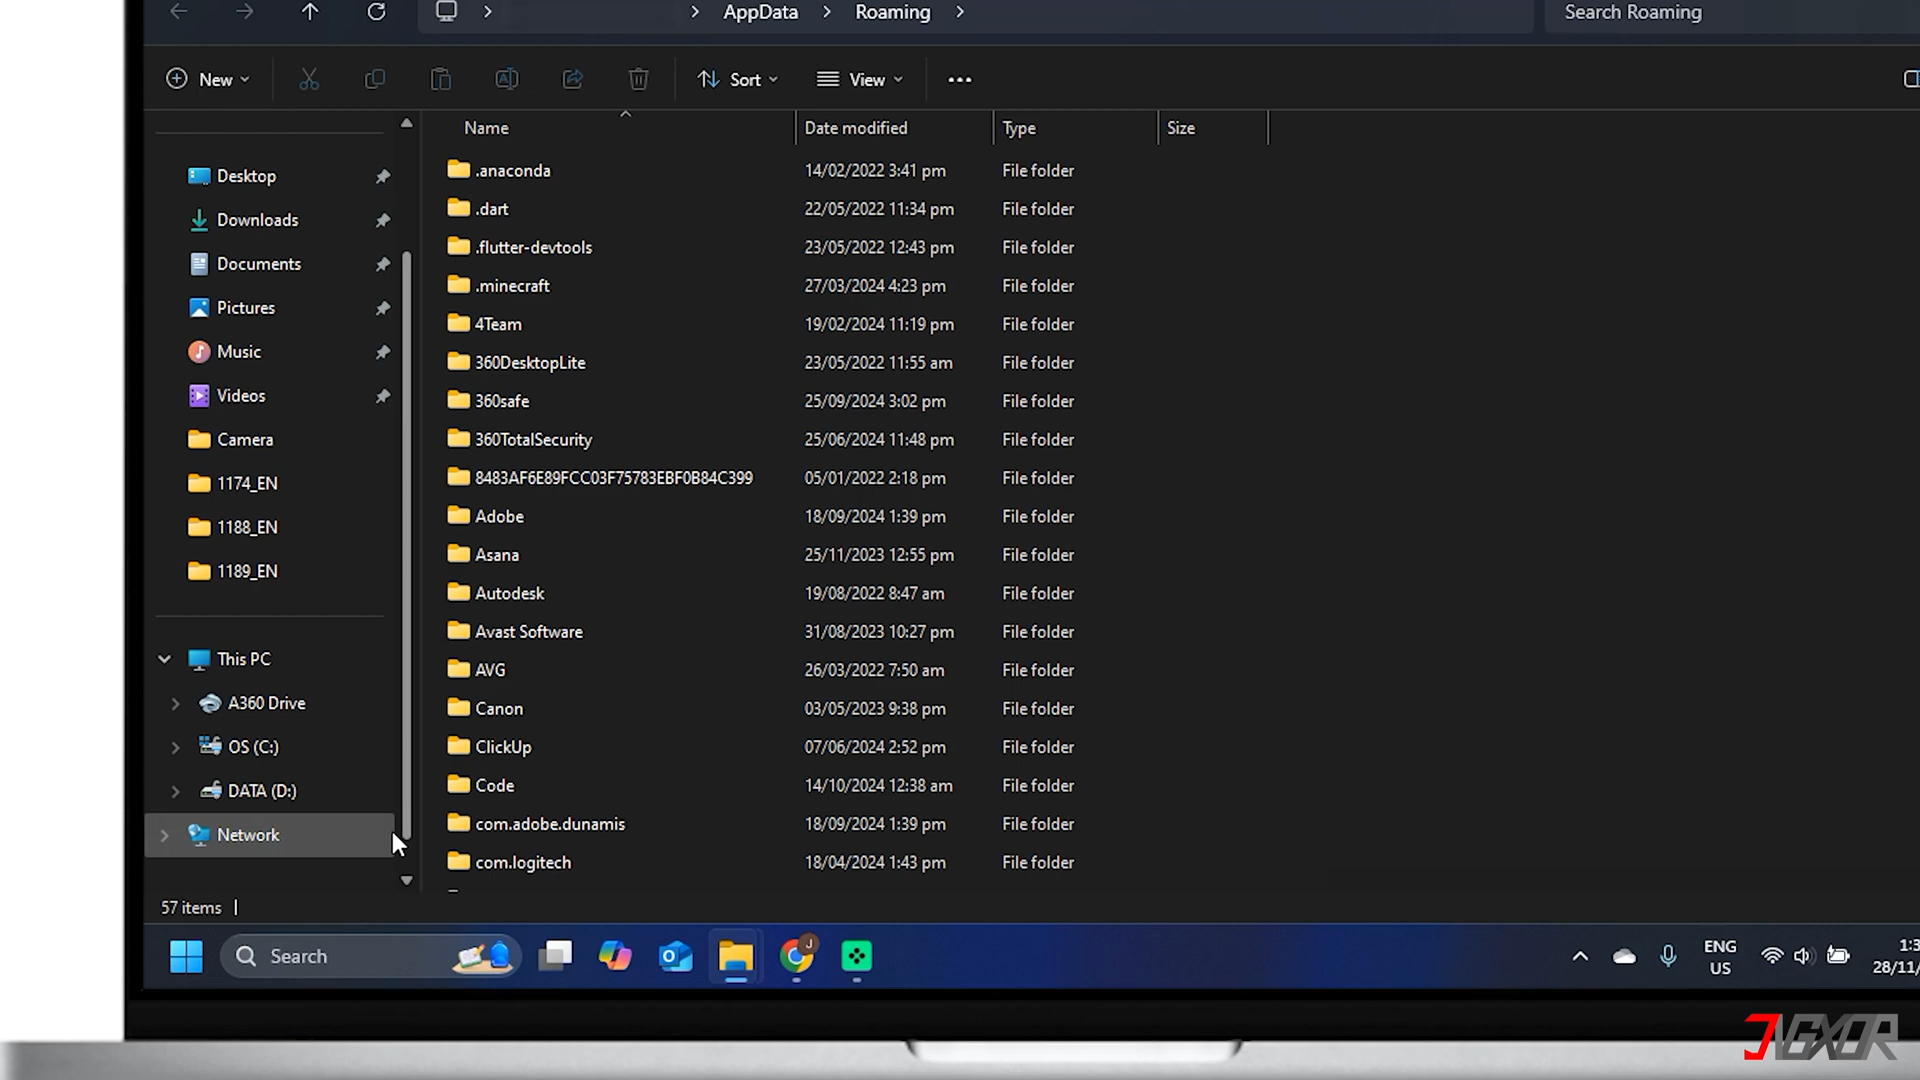 AppData Roaming Search Roaming
New Sort View
Name Date modified Type Size
Desktop
Downloads
Documents
Pictures
Music
Videos
Camera
1174_EN
1188_EN
1189_EN
This PC
A360 Drive
OS (C:)
DATA (D:)
Network
.anaconda 14/02/2022 3:41 pm File folder
.dart 22/05/2022 11:34 pm File folder
.flutter-devtools 23/05/2022 12:43 pm File folder
.minecraft 27/03/2024 4:23 pm File folder
4Team 19/02/2024 11:19 pm File folder
360DesktopLite 23/05/2022 11:55 am File folder
360safe 25/09/2024 3:02 pm File folder
360TotalSecurity 25/06/2024 11:48 pm File folder
8483AF6E89FCC03F75783EBF0B84C399 05/01/2022 2:18 pm File folder
Adobe 18/09/2024 1:39 pm File folder
Asana 25/11/2023 12:55 pm File folder
Autodesk 19/08/2022 8:47 am File folder
Avast Software 31/08/2023 10:27 pm File folder
AVG 26/03/2022 7:50 am File folder
Canon 03/05/2023 9:38 pm File folder
ClickUp 07/06/2024 2:52 pm File folder
Code 14/10/2024 12:38 am File folder
com.adobe.dunamis 18/09/2024 1:39 pm File folder
com.logitech 18/04/2024 1:43 pm File folder
57 items
Search
J
ENG
US
1:3
28/11/
JVGXOR